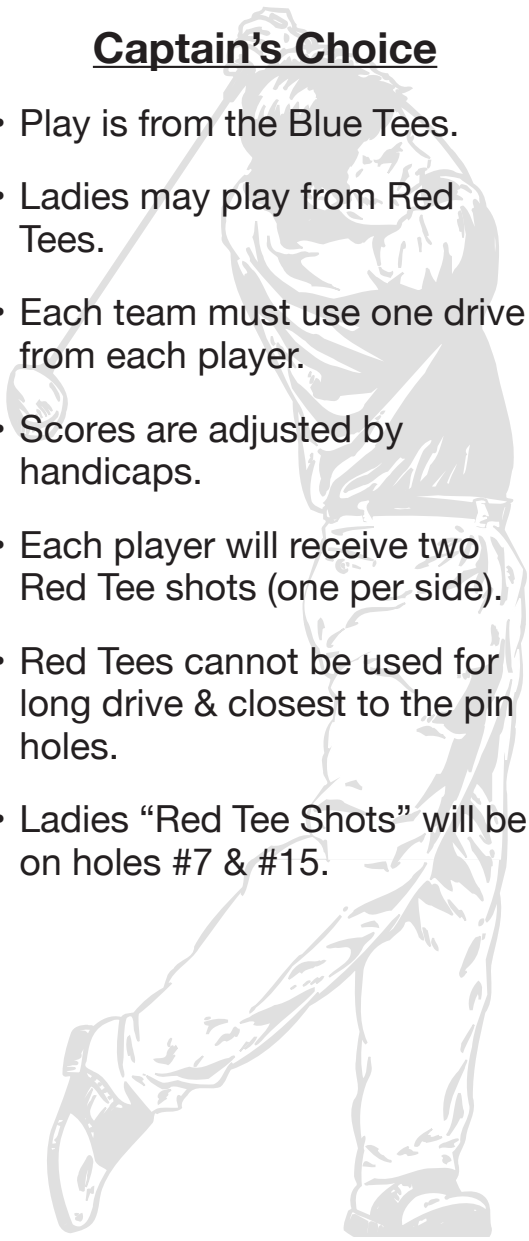 Captain’s Choice
• Play is from the Blue Tees.
• Ladies may play from Red
Tees.
• Each team must use one drive
from each player.
• Scores are adjusted by
handicaps.
• Each player will receive two
Red Tee shots (one per side).
• Red Tees cannot be used for
long drive & closest to the pin
holes.
• Ladies “Red Tee Shots” will be
on holes #7 & #15.